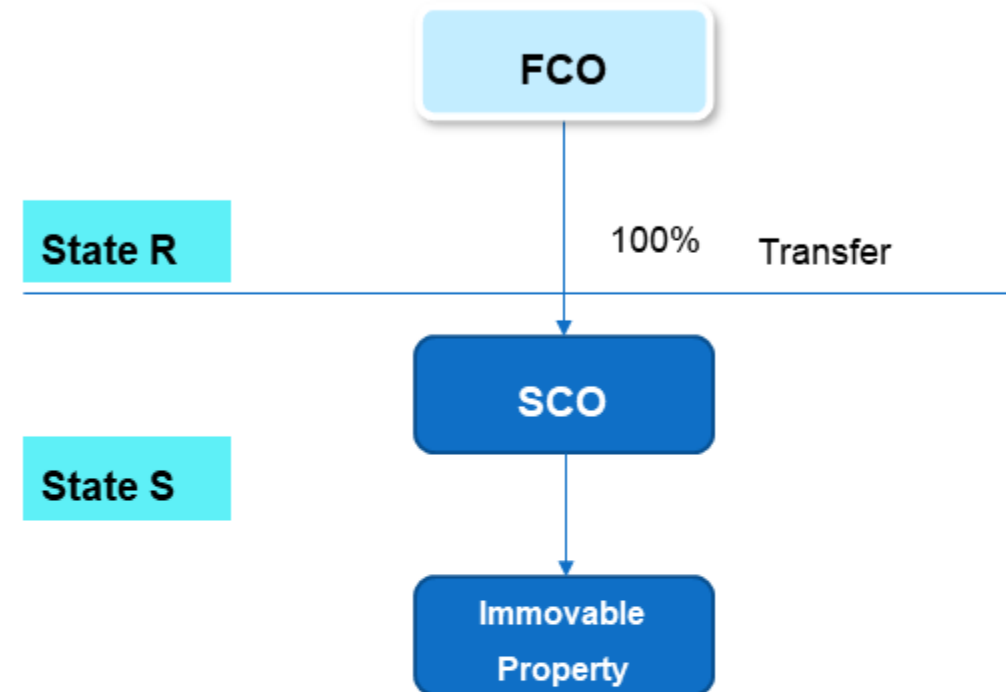 FCO
State R
100%
Transfer
SCO
State S
Immovable
Property